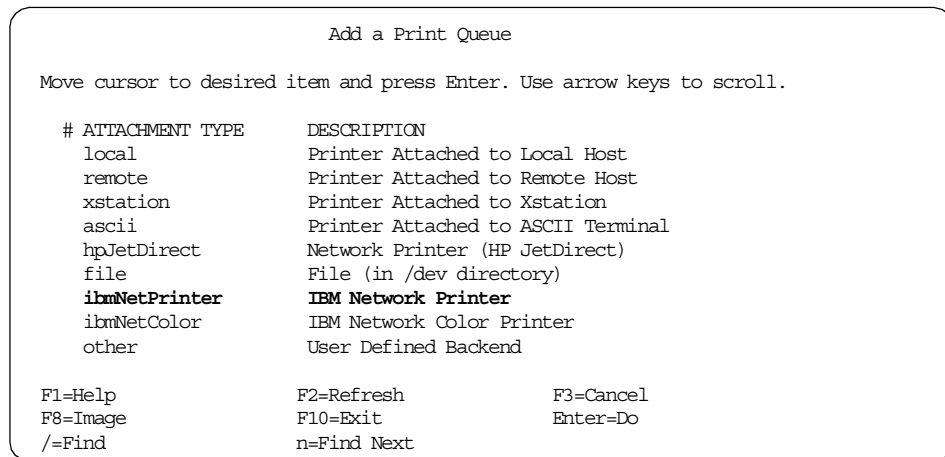 Add a Print Queue
Move cursor to desired item and press Enter. Use arrow keys to scroll.
# ATTACHMENT TYPE DESCRIPTION
local Printer Attached to Local Host
remote Printer Attached to Remote Host
xstation Printer Attached to Xstation
ascii Printer Attached to ASCII Terminal
hpJetDirect Network Printer (HP JetDirect)
file File (in /dev directory)
ibmNetPrinter IBM Network Printer
ibmNetColor IBM Network Color Printer
other User Defined Backend
F1=Help F2=Refresh F3=Cancel
F8=Image F10=Exit Enter=Do
/=Find n=Find Next